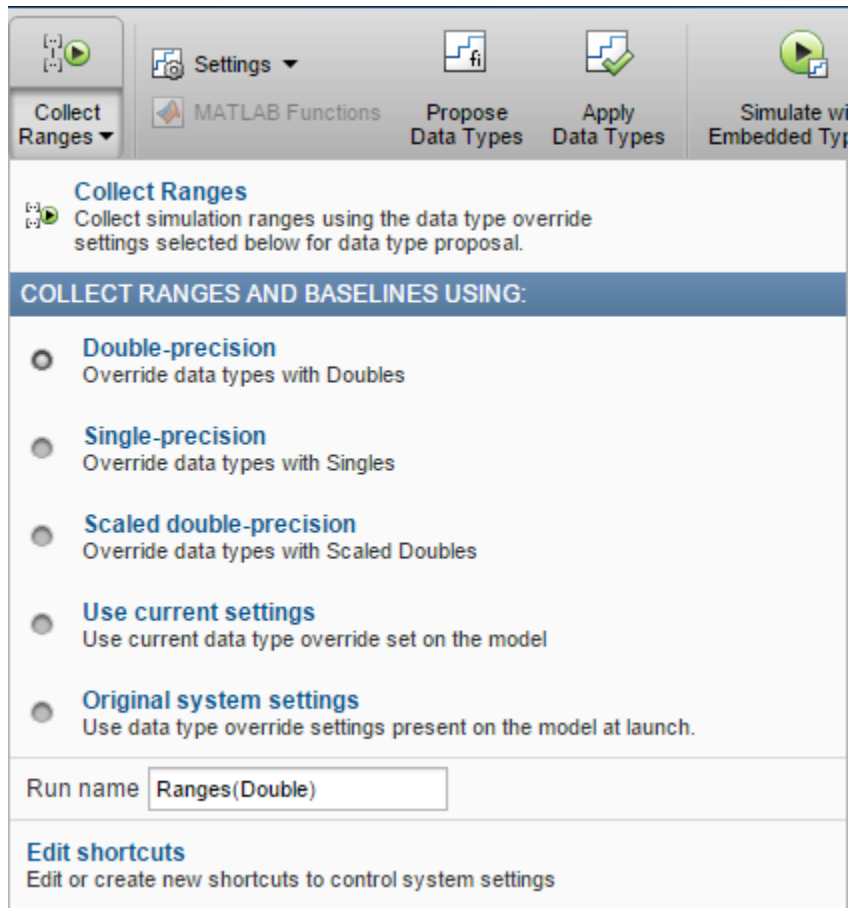 Collect
Ranges
Settings
MATLAB Functions
fi
Propose
Data Types
Apply
Data Types
Simulate wi
Embedded Typ
Collect Ranges
Collect simulation ranges using the data type override
settings selected below for data type proposal.
COLLECT RANGES AND BASELINES USING:
Double-precision
Override data types with Doubles
Single-precision
Override data types with Singles
Scaled double-precision
Override data types with Scaled Doubles
Use current settings
Use current data type override set on the model
Original system settings
Use data type override settings present on the model at launch.
Run name Ranges(Double)
Edit shortcuts
Edit or create new shortcuts to control system settings